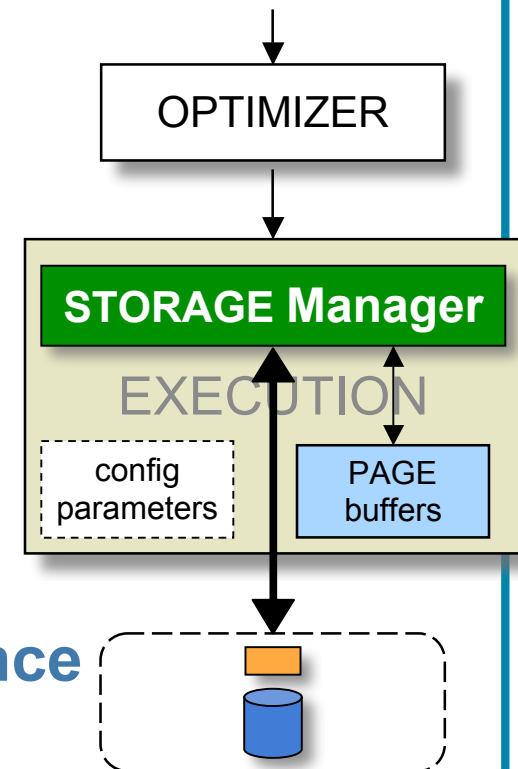 OPTIMIZER
STORAGE Manager
EXECUTION
config
parameters
PAGE
buffers
nce